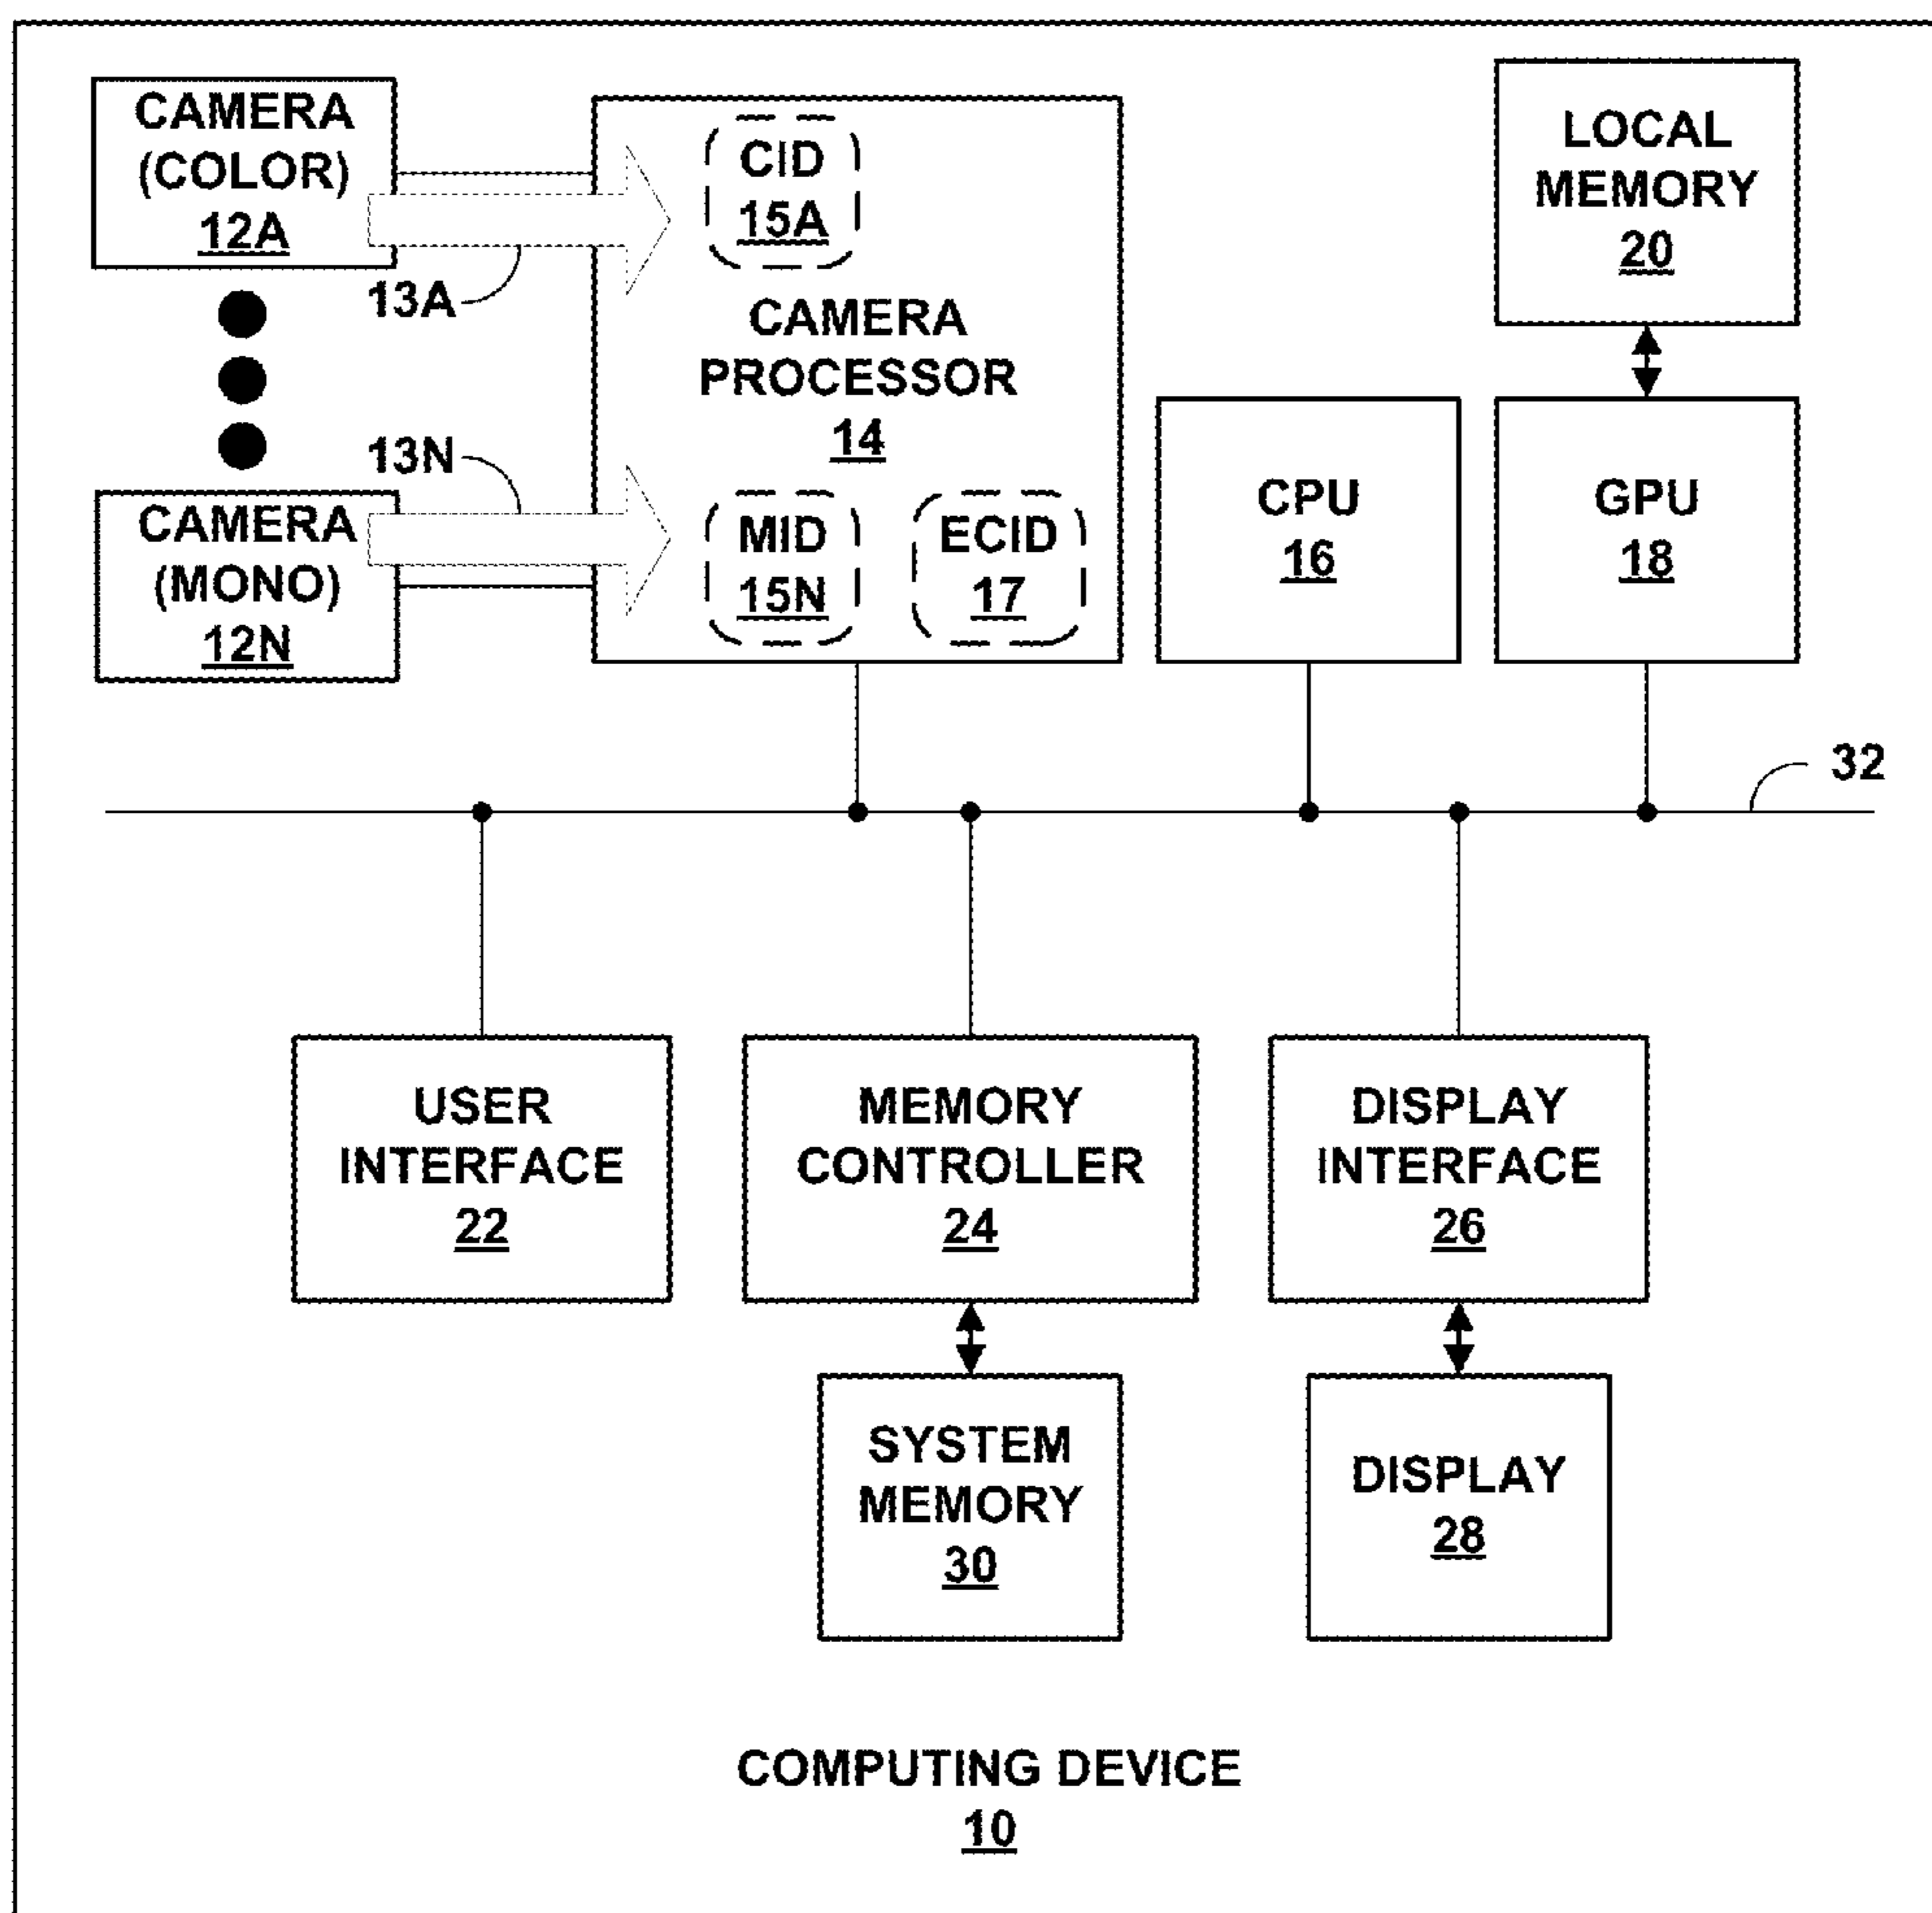 CAMERA
(COLOR)
12A
13A
CID
15A
CAMERA
PROCESSOR
14
LOCAL
MEMORY
20
13N
CAMERA
(MONO)
12N
MID
15N
ECID
17
CPU
16
GPU
18
32
USER
INTERFACE
22
MEMORY
CONTROLLER
24
DISPLAY
INTERFACE
26
SYSTEM
MEMORY
30
DISPLAY
28
COMPUTING DEVICE
10